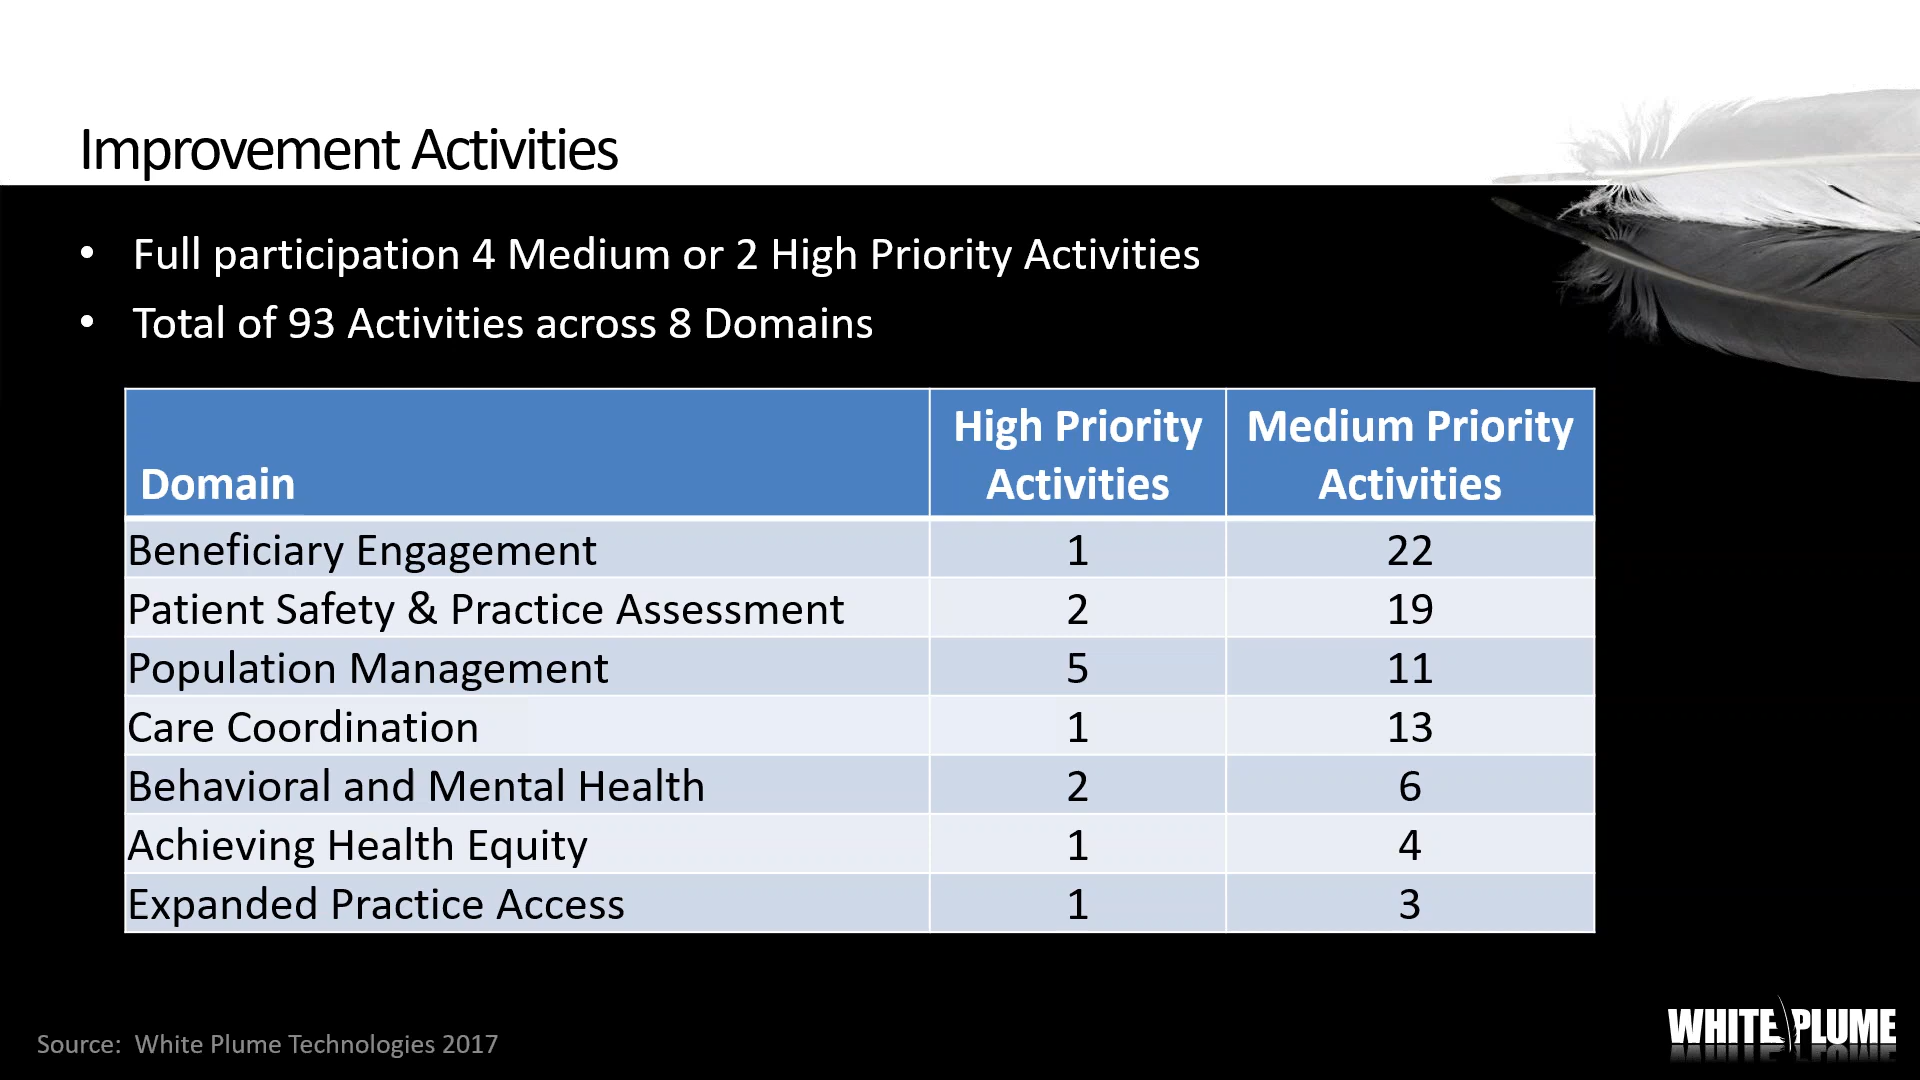 Improvement Activities
• Full participation 4 Medium or 2 High Priority Activities
• Total of 93 Activities across 8 Domains
Domain High Priority Activities Medium Priority Activities
Beneficiary Engagement 1 22
Patient Safety & Practice Assessment 2 19
Population Management 5 11
Care Coordination 1 13
Behavioral and Mental Health 2 6
Achieving Health Equity 1 4
Expanded Practice Access 1 3
Source: White Plume Technologies 2017
WHITE PLUME